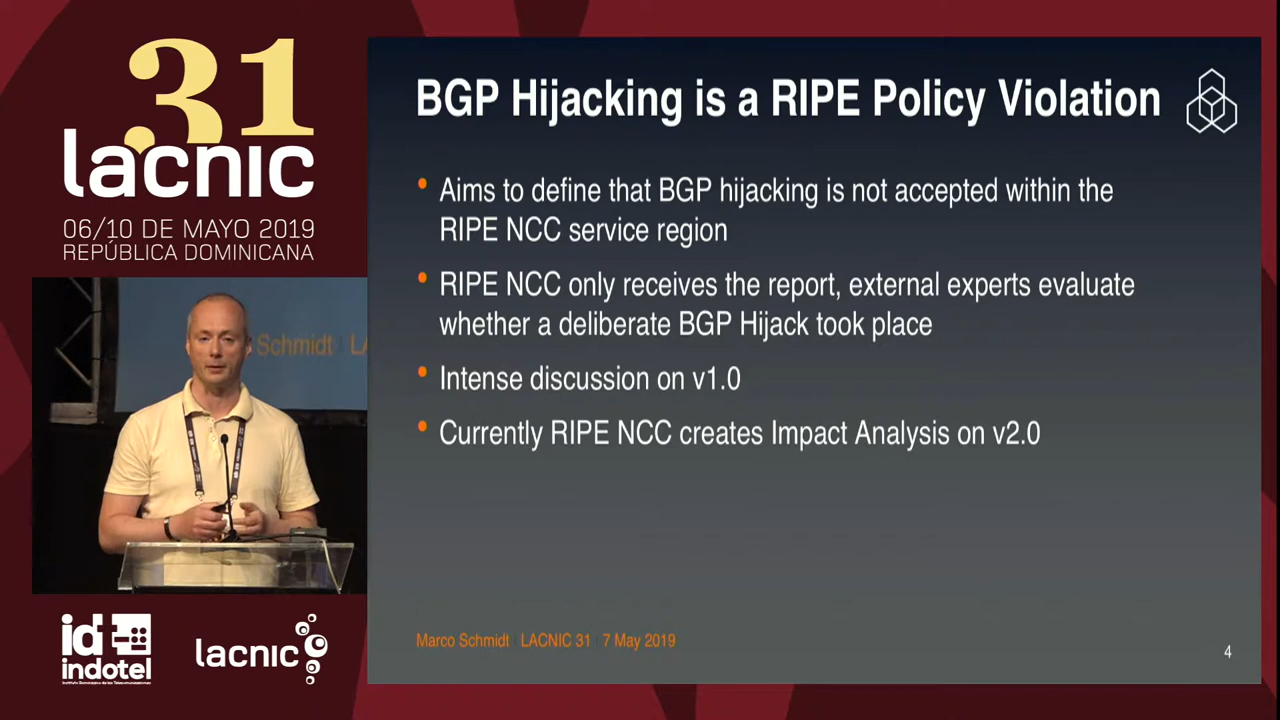 31
lacnic
06/10 DE MAYO 2019
REPÚBLICA DOMINICANA
Schmidt LA
id
indotel
lacnic
BGP Hijacking is a RIPE Policy Violation
• Aims to define that BGP hijacking is not accepted within the
RIPE NCC service region
• RIPE NCC only receives the report, external experts evaluate
whether a deliberate BGP Hijack took place
• Intense discussion on v1.0
• Currently RIPE NCC creates Impact Analysis on v2.0
Marco Schmidt LACNIC 31 7 May 2019
4